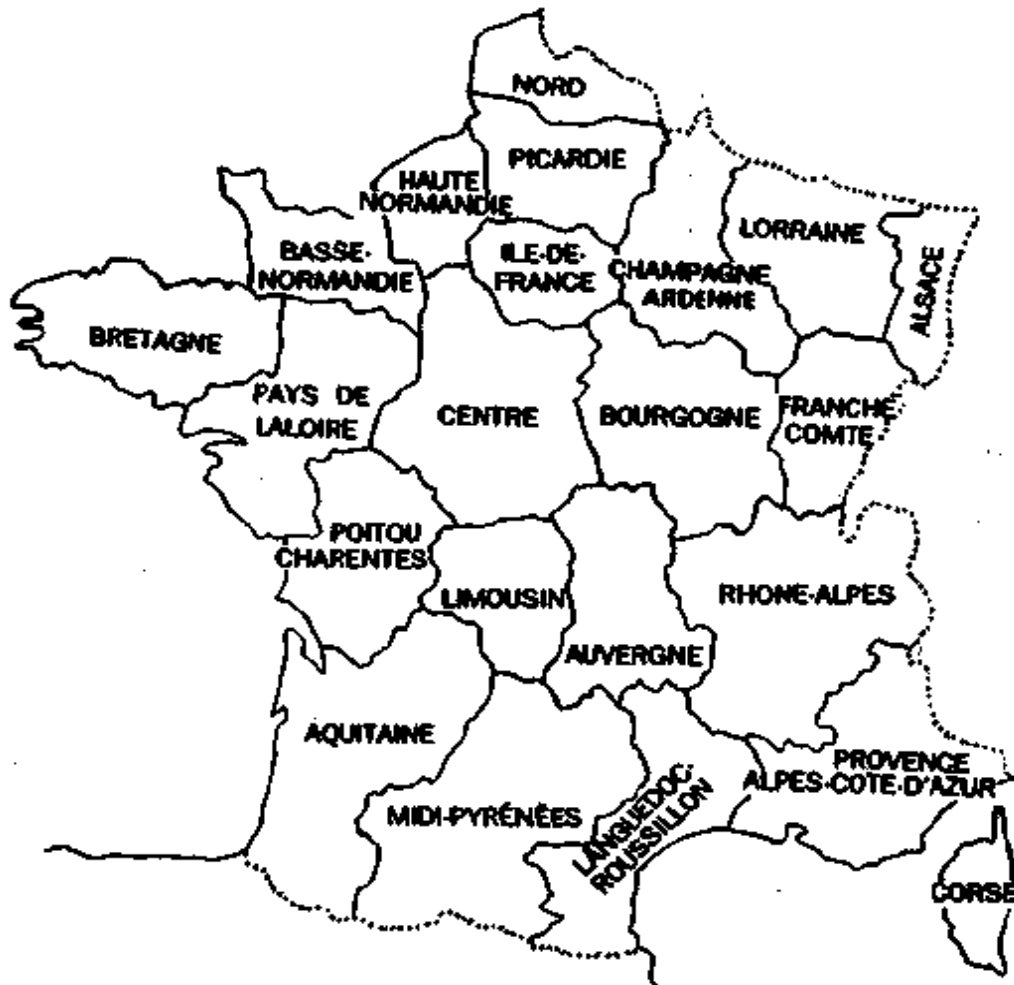 NORD
PICARDIE
HAUTE
NORMANDIE
BASSE-
NORMANDIE
ILE-DE-
FRANCE
CHAMPAGNE
ARDENNE
LORRAINE
ALSACE
BRETAGNE
PAYS DE
LALOIRE
CENTRE
BOURGOGNE
FRANCHE
COMTE
POITOU
CHARENTES
LIMOUSIN
AUVERGNE
RHONE-ALPES
AQUITAINE
MIDI-PYRÉNÉES
LANGUEDOC-
ROUSSILLON
PROVENCE
ALPES-COTE-D'AZUR
CORSE